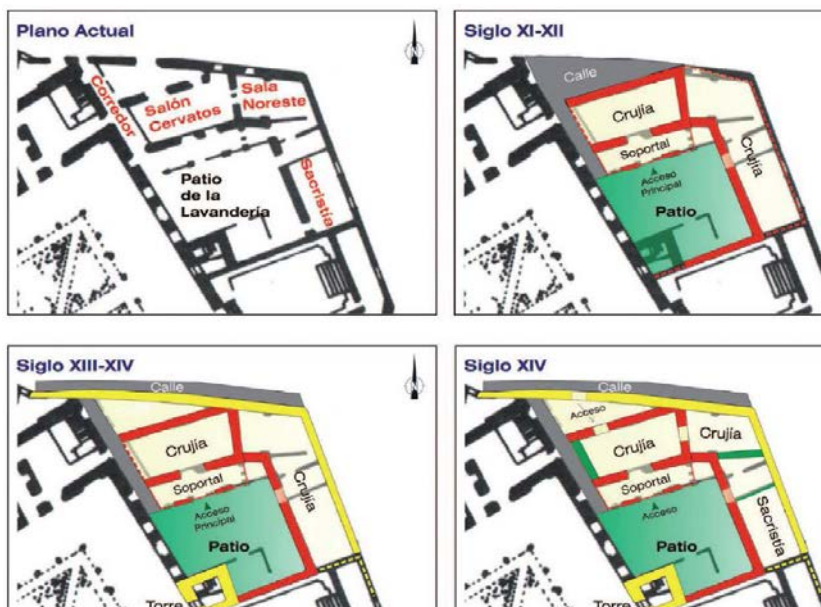 Plano Actual
N
Corredor
Salón
Cervatos
Sala
Noreste
Patio
de la
Lavandería
Sacristía
Siglo XI-XII
N
Calle
Crujía
Soportal
Crujía
Acceso
Principal
Patio
Siglo XIII-XIV
N
Calle
Crujía
Soportal
Crujía
Acceso
Principal
Patio
Torre
Siglo XIV
N
Calle
Acceso
Crujía
Crujía
Soportal
Sacristía
Acceso
Patio
Torre